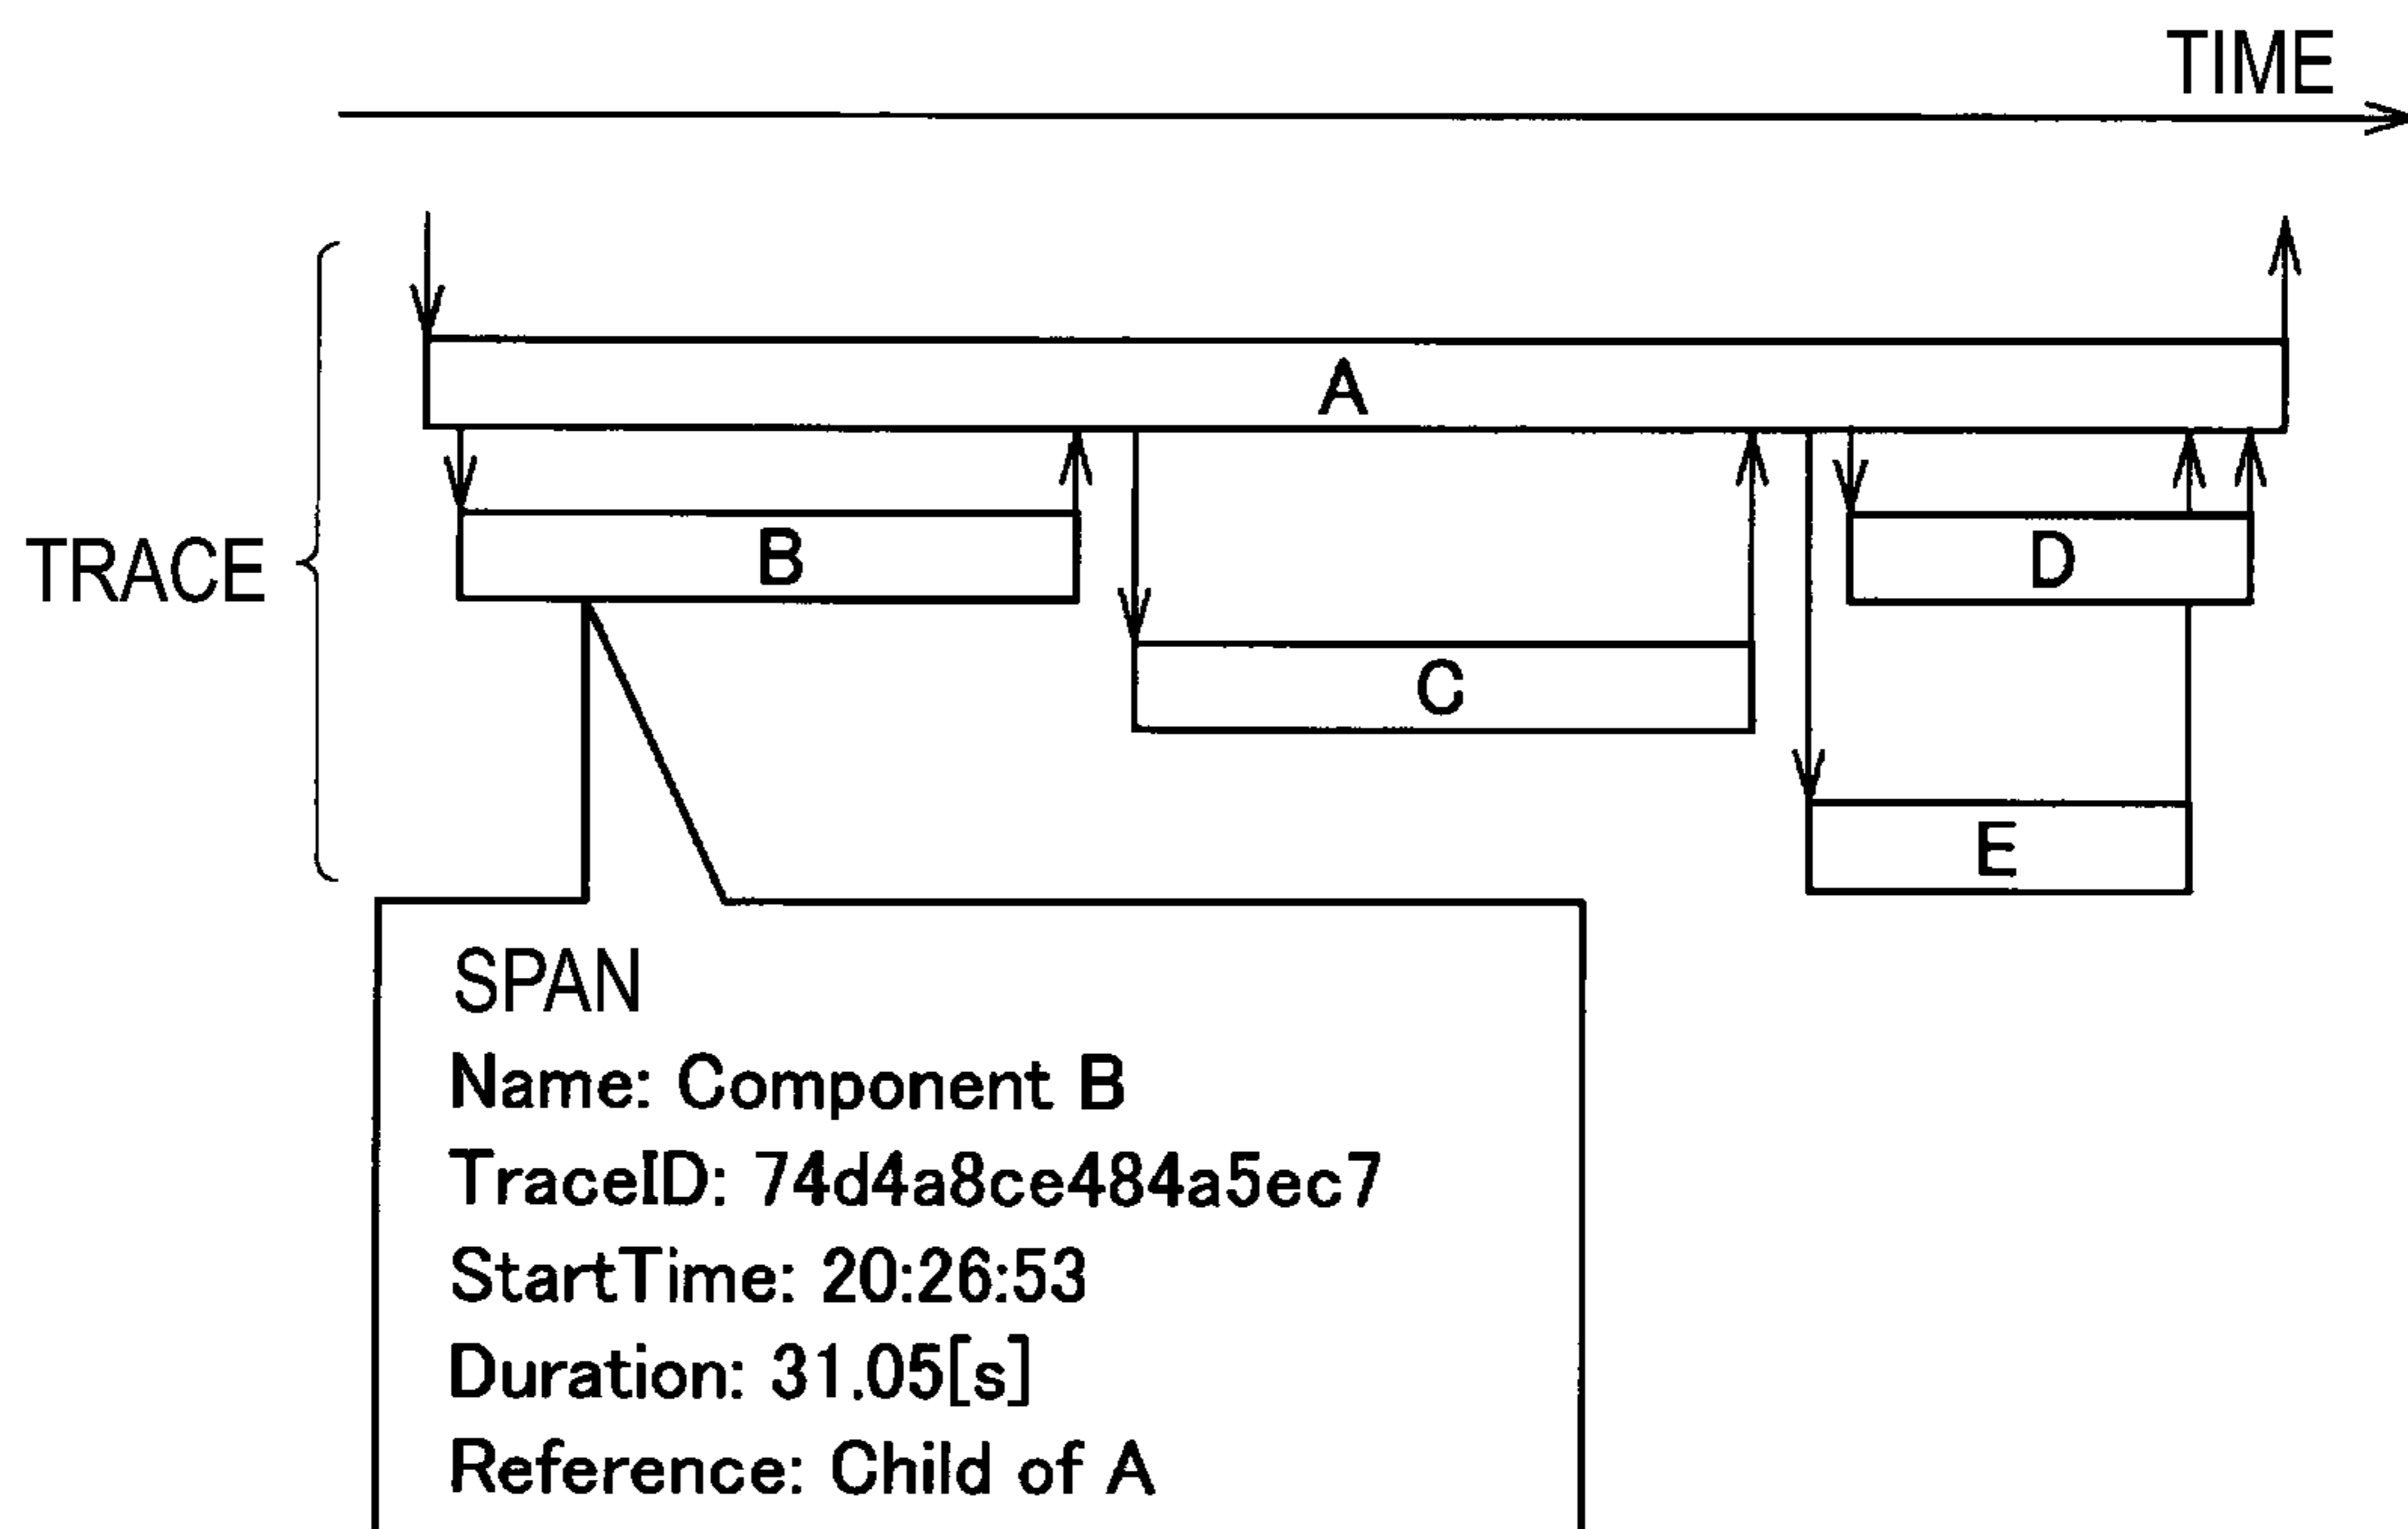 TIME
A
B
D
TRACE
C
E
SPAN
Name: Component B
TraceID: 74d4a8ce484a5ec7
StartTime: 20:26:53
Duration: 31.05[s]
Reference: Child of A